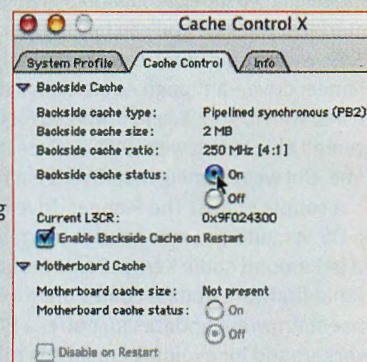 Cache Control X
System Profile Cache Control Info
Backside Cache
Backside cache type: Pipelined synchronous (PB2)
Backside cache size: 2 MB
Backside cache ratio: 250 MHz [4:1]
Backside cache status: On
Off
Current L3CR: 0x9F024300
Enable Backside Cache on Restart
Motherboard Cache
Motherboard cache size: Not present
Motherboard cache status: On
Off
Disable on Restart
g